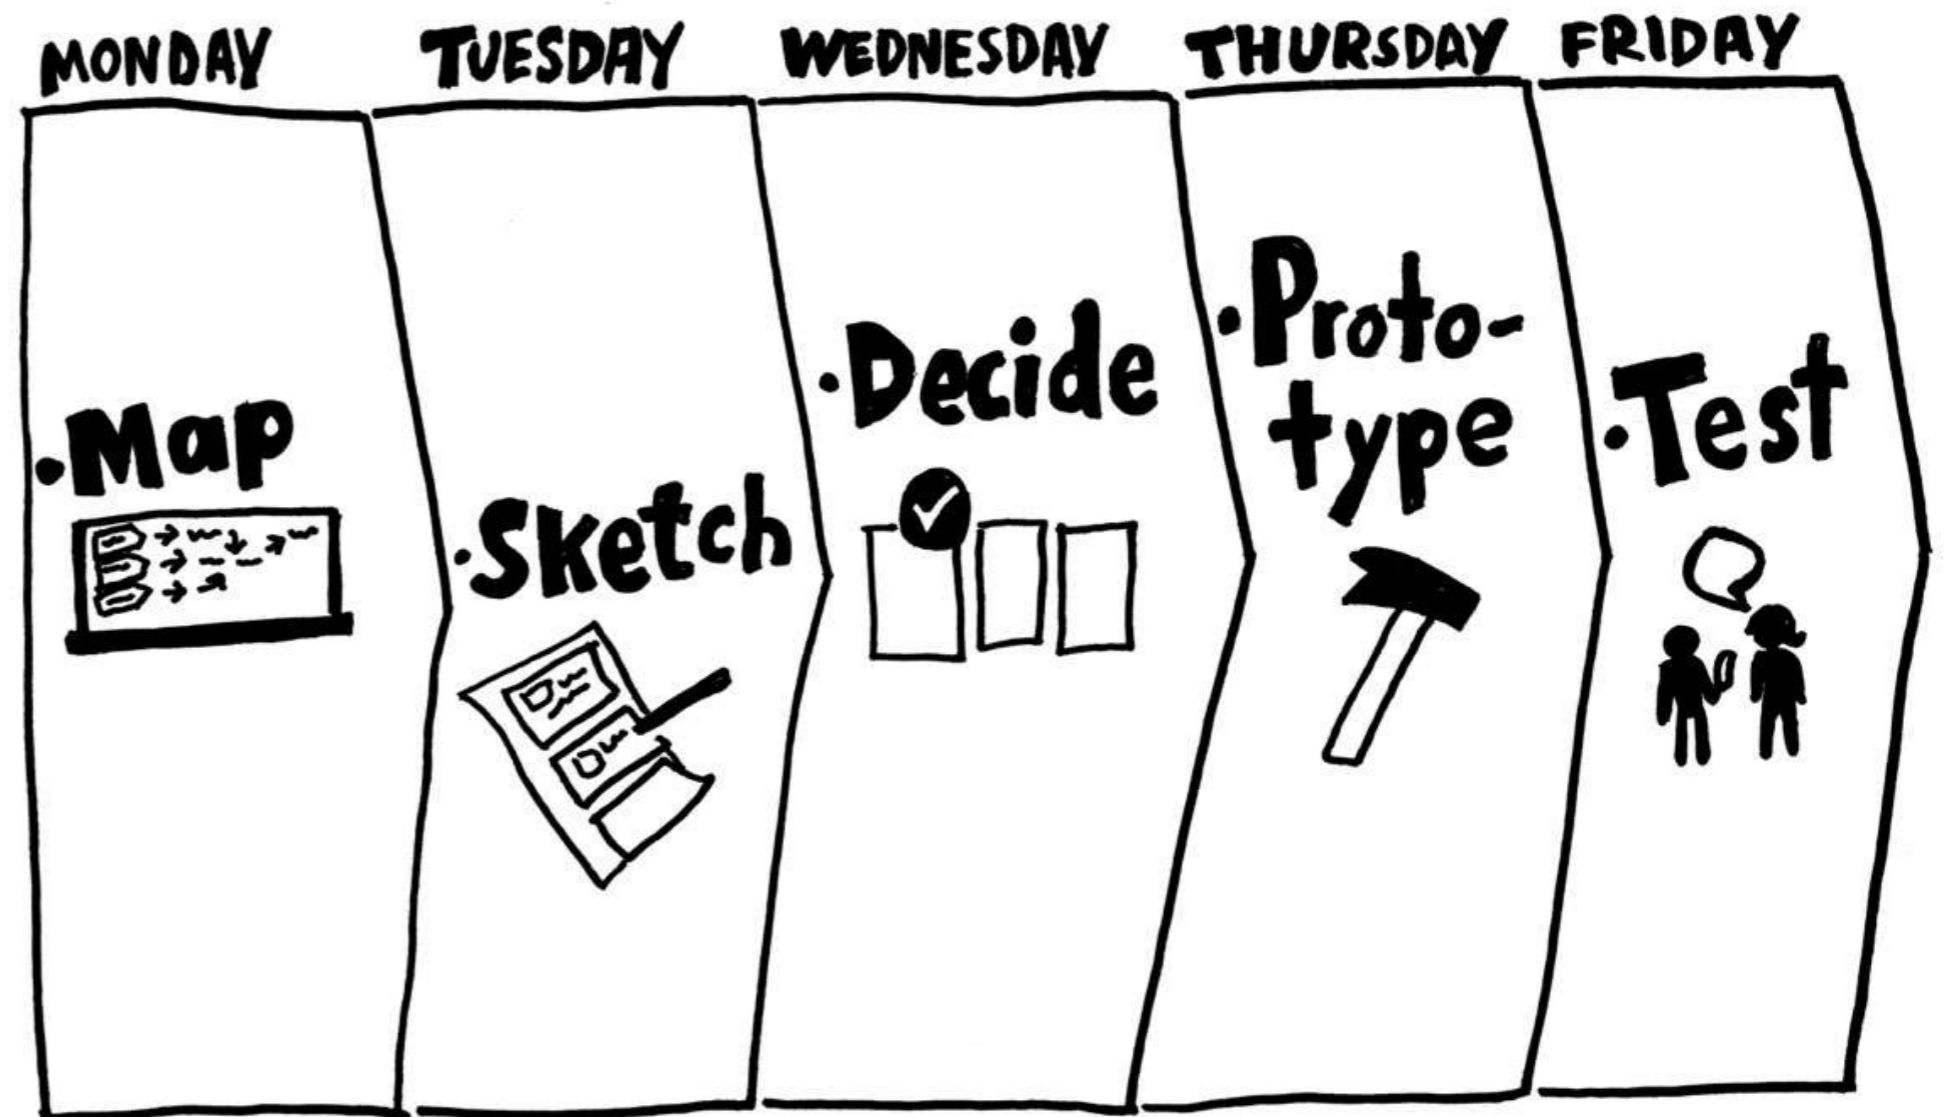 MONDAY
TUESDAY
WEDNESDAY
THURSDAY
FRIDAY
·Map
·Sketch
·Decide
·Proto-
type
·Test